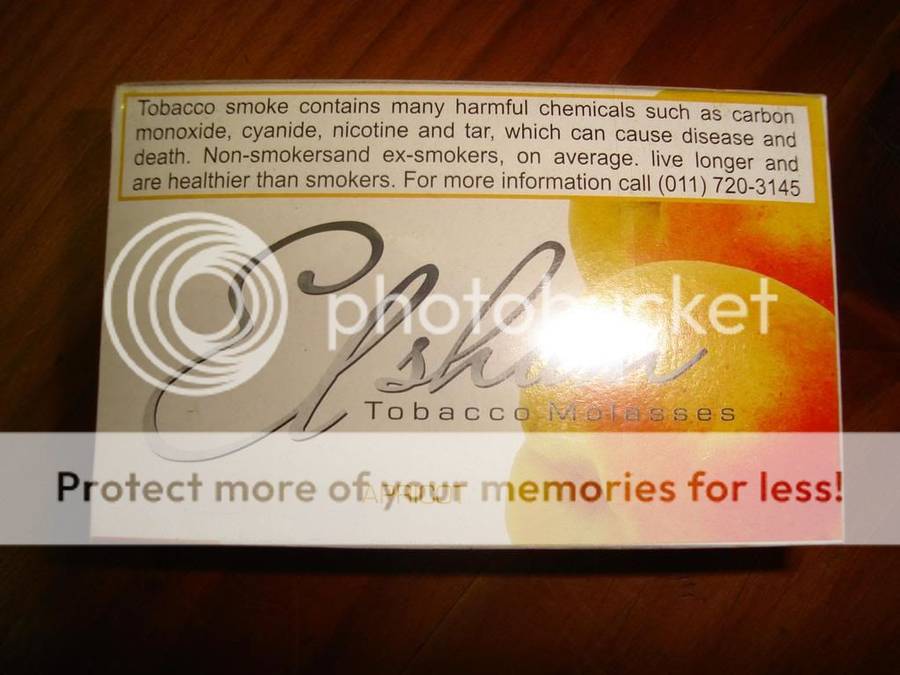 Tobacco smoke contains many harmful chemicals such as carbon
monoxide, cyanide, nicotine and tar, which can cause disease and
death. Non-smokersand ex-smokers, on average. live longer and
are healthier than smokers. For more information call (011) 720-3145
photobucket
Tobacco Molasses
Protect more of your memories for less!
APRICOT